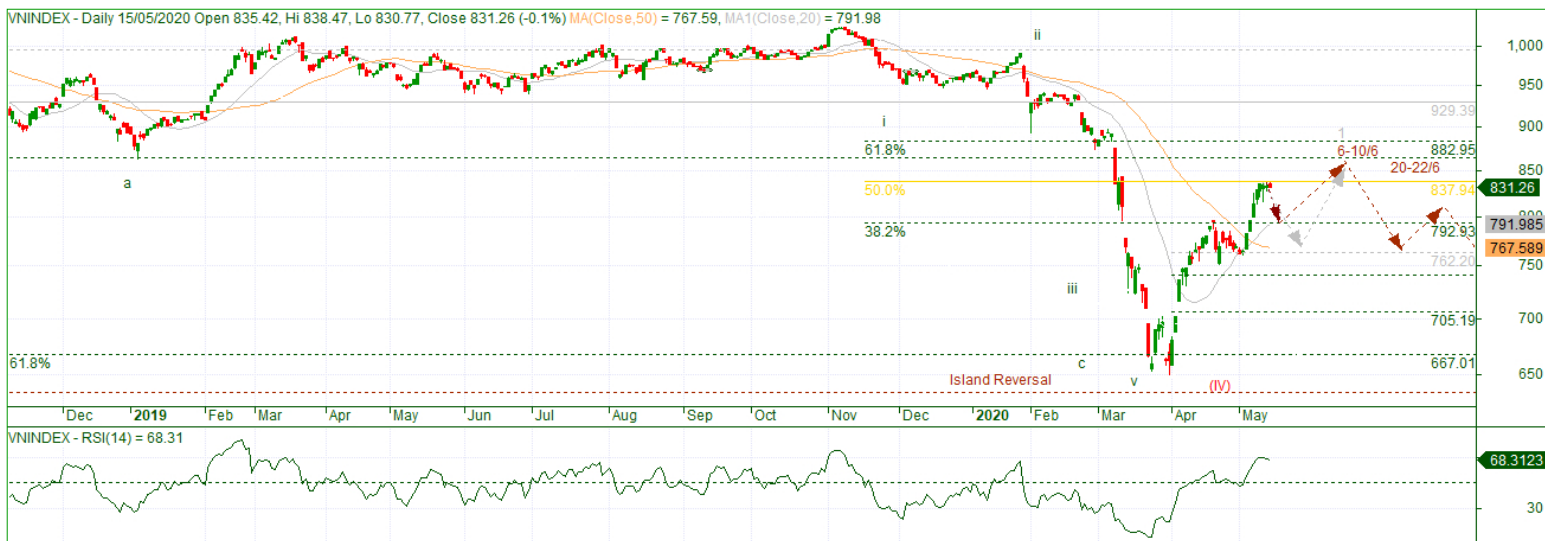 VNINDEX - Daily 15/05/2020 Open 835.42, Hi 838.47, Lo 830.77, Close 831.26 (-0.1%) MA(Close,50) = 767.59, MA1(Close,20) = 791.98
ii
1,000
950
929.39
i
900
1
61.8%
6-10/6
882.95
20-22/6
850
a
50.0%
837.94
831.26
800
38.2%
792.93
791.985
767.589
762.20
750
iii
705.19
700
61.8%
c
667.01
Island Reversal
v
(IV)
650
Dec
2019
Feb
Mar
Apr
May
Jun
Jul
Aug
Sep
Oct
Nov
Dec
2020
Feb
Mar
Apr
May
VNINDEX - RSI(14) = 68.31
68.3123
30